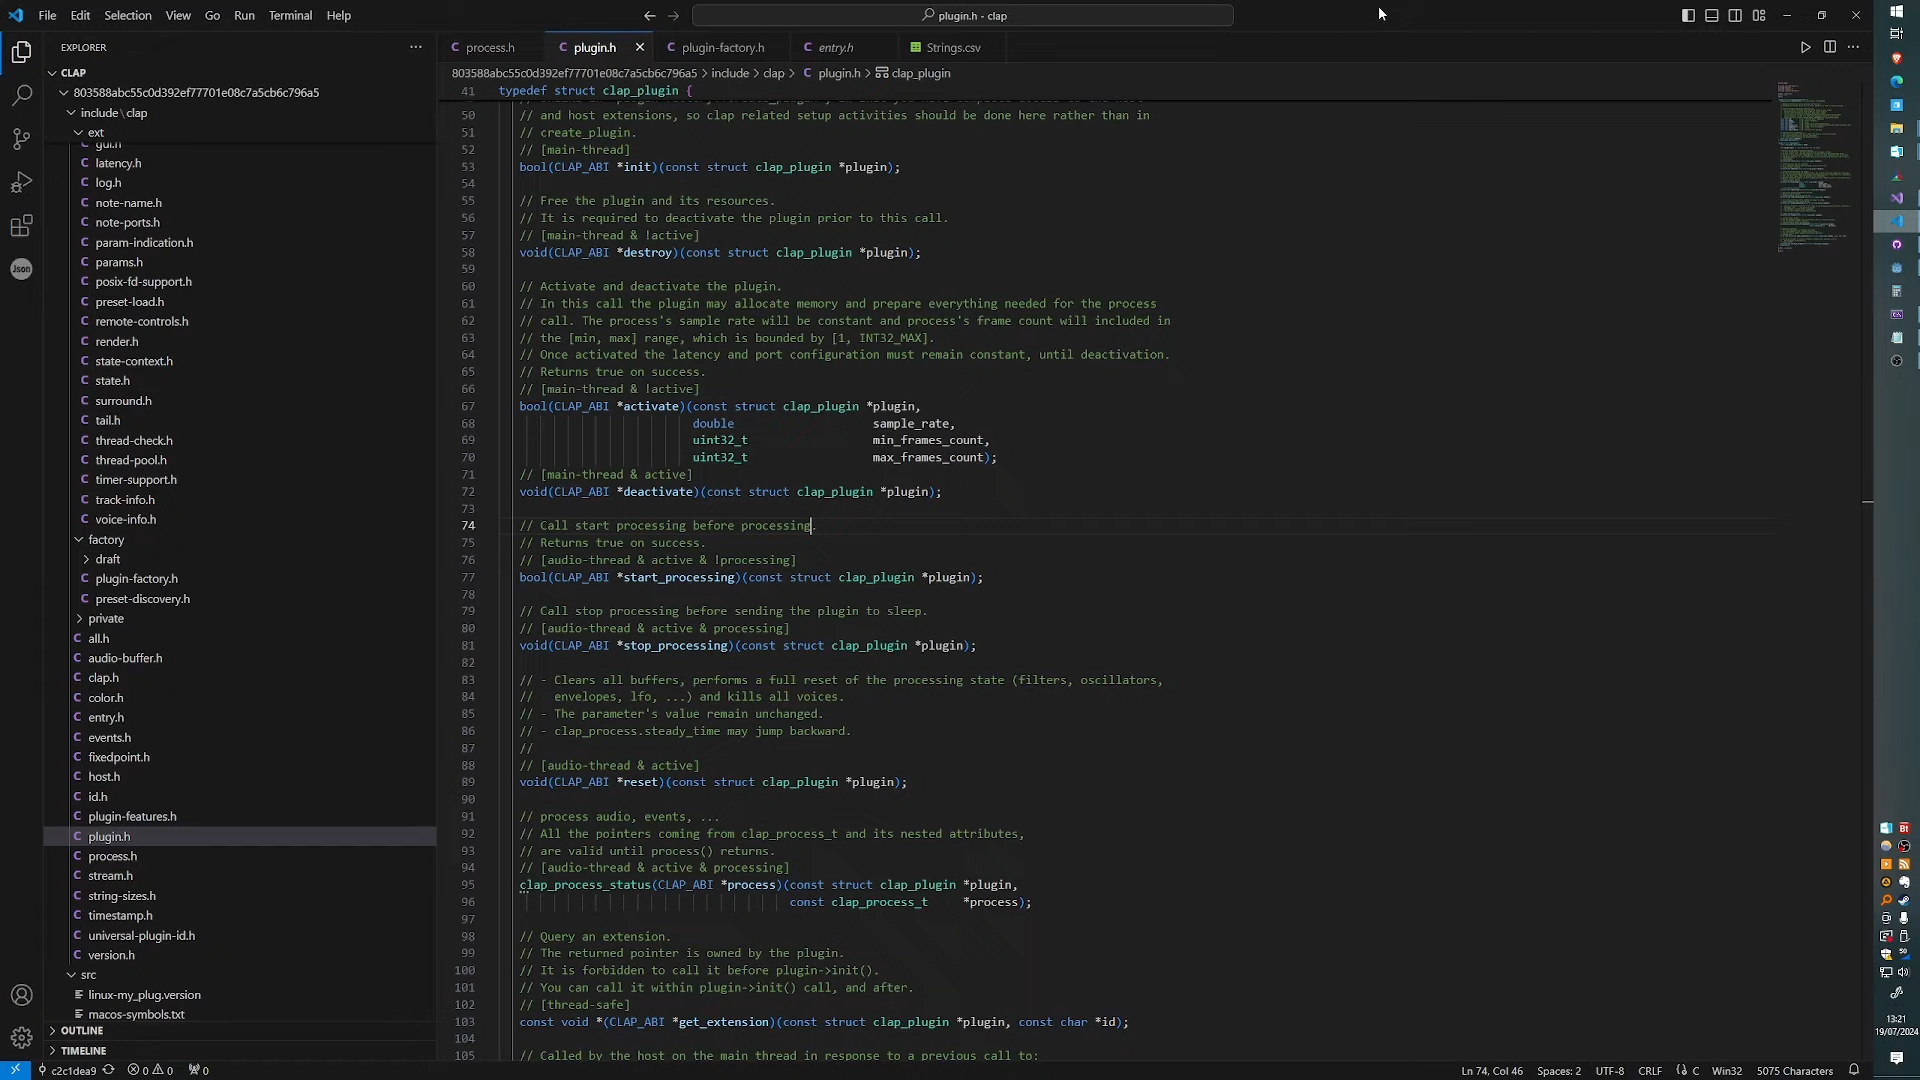 File Edit Selection View Go Run Terminal Help
plugin.h - clap
EXPLORER
CLAP
803588abc55c0d392ef77701e08c7a5cb6c796a5
include\clap
ext
gui.h
latency.h
log.h
note-name.h
note-ports.h
param-indication.h
params.h
posix-fd-support.h
preset-load.h
remote-controls.h
render.h
state-context.h
state.h
surround.h
tail.h
thread-check.h
thread-pool.h
timer-support.h
track-info.h
voice-info.h
factory
draft
plugin-factory.h
preset-discovery.h
private
all.h
audio-buffer.h
clap.h
color.h
entry.h
events.h
fixedpoint.h
host.h
id.h
plugin-features.h
plugin.h
process.h
stream.h
string-sizes.h
timestamp.h
universal-plugin-id.h
version.h
src
linux-my_plug.version
macos-symbols.txt
OUTLINE
TIMELINE
Json
process.h plugin.h plugin-factory.h entry.h Strings.csv
803588abc55c0d392ef77701e08c7a5cb6c796a5 > include > clap > C plugin.h > clap_plugin
41 typedef struct clap_plugin {
50 // and host extensions, so clap related setup activities should be done here rather than in
51 // create_plugin.
52 // [main-thread]
53 bool(CLAP_ABI *init)(const struct clap_plugin *plugin);
54
55 // Free the plugin and its resources.
56 // It is required to deactivate the plugin prior to this call.
57 // [main-thread & !active]
58 void(CLAP_ABI *destroy)(const struct clap_plugin *plugin);
59
60 // Activate and deactivate the plugin.
61 // In this call the plugin may allocate memory and prepare everything needed for the process
62 // call. The process's sample rate will be constant and process's frame count will included in
63 // the [min, max] range, which is bounded by [1, INT32_MAX].
64 // Once activated the latency and port configuration must remain constant, until deactivation.
65 // Returns true on success.
66 // [main-thread & !active]
67 bool(CLAP_ABI *activate)(const struct clap_plugin *plugin,
68 double sample_rate,
69 uint32_t min_frames_count,
70 uint32_t max_frames_count);
71 // [main-thread & active]
72 void(CLAP_ABI *deactivate)(const struct clap_plugin *plugin);
73
74 // Call start processing before processing.
75 // Returns true on success.
76 // [audio-thread & active & !processing]
77 bool(CLAP_ABI *start_processing)(const struct clap_plugin *plugin);
78
79 // Call stop processing before sending the plugin to sleep.
80 // [audio-thread & active & processing]
81 void(CLAP_ABI *stop_processing)(const struct clap_plugin *plugin);
82
83 // - Clears all buffers, performs a full reset of the processing state (filters, oscillators,
84 // envelopes, lfo, ...) and kills all voices.
85 // - The parameter's value remain unchanged.
86 // - clap_process.steady_time may jump backward.
87 //
88 // [audio-thread & active]
89 void(CLAP_ABI *reset)(const struct clap_plugin *plugin);
90
91 // process audio, events, ...
92 // All the pointers coming from clap_process_t and its nested attributes,
93 // are valid until process() returns.
94 // [audio-thread & active & processing]
95 clap_process_status(CLAP_ABI *process)(const struct clap_plugin *plugin,
96 const clap_process_t *process);
97
98 // Query an extension.
99 // The returned pointer is owned by the plugin.
100 // It is forbidden to call it before plugin->init().
101 // You can call it within plugin->init() call, and after.
102 // [thread-safe]
103 const void *(CLAP_ABI *get_extension)(const struct clap_plugin *plugin, const char *id);
104
105 // Called by the host on the main thread in response to a previous call to:
c2c1dea9 0 0 0
Ln 74, Col 46 Spaces: 2 UTF-8 CRLF C Win32 5075 Characters
13:21
19/07/2024